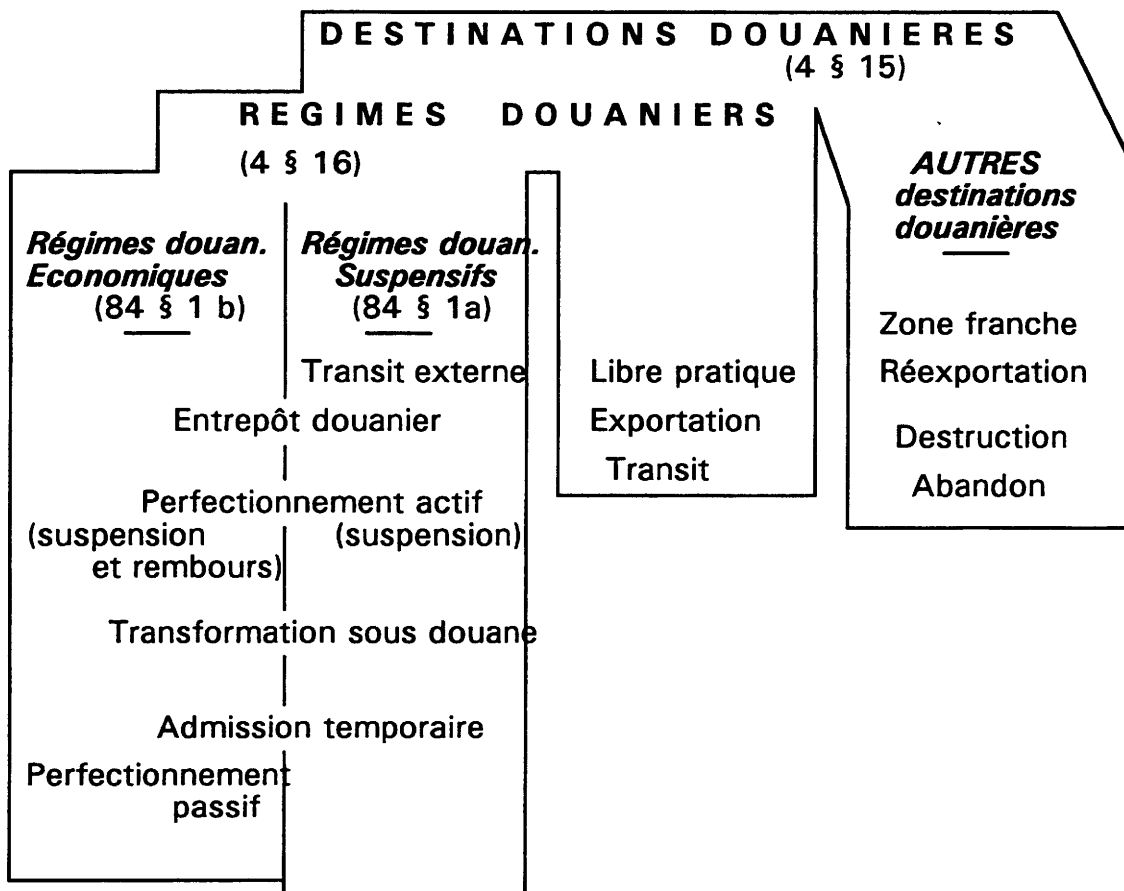 DESTINATIONS DOUANIERES
(4 § 15)
REGIMES DOUANIERS
(4 § 16)
AUTRES
destinations
douanières
Régimes douan.
Economiques
(84 § 1 b)
Régimes douan.
Suspensifs
(84 § 1a)
Transit externe
Entrepôt douanier
Perfectionnement actif
(suspension
et rembours)
(suspension)
Transformation sous douane
Admission temporaire
Perfectionnement
passif
Libre pratique
Exportation
Transit
Zone franche
Réexportation
Destruction
Abandon